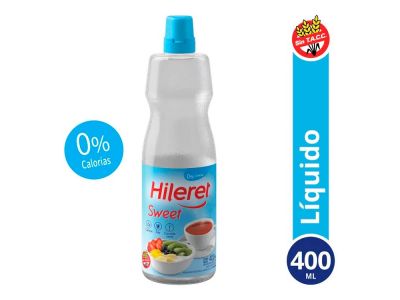 Sin T.A.C.C.
0%
Calorías
Hileret
Sweet
Líquido
400
ML